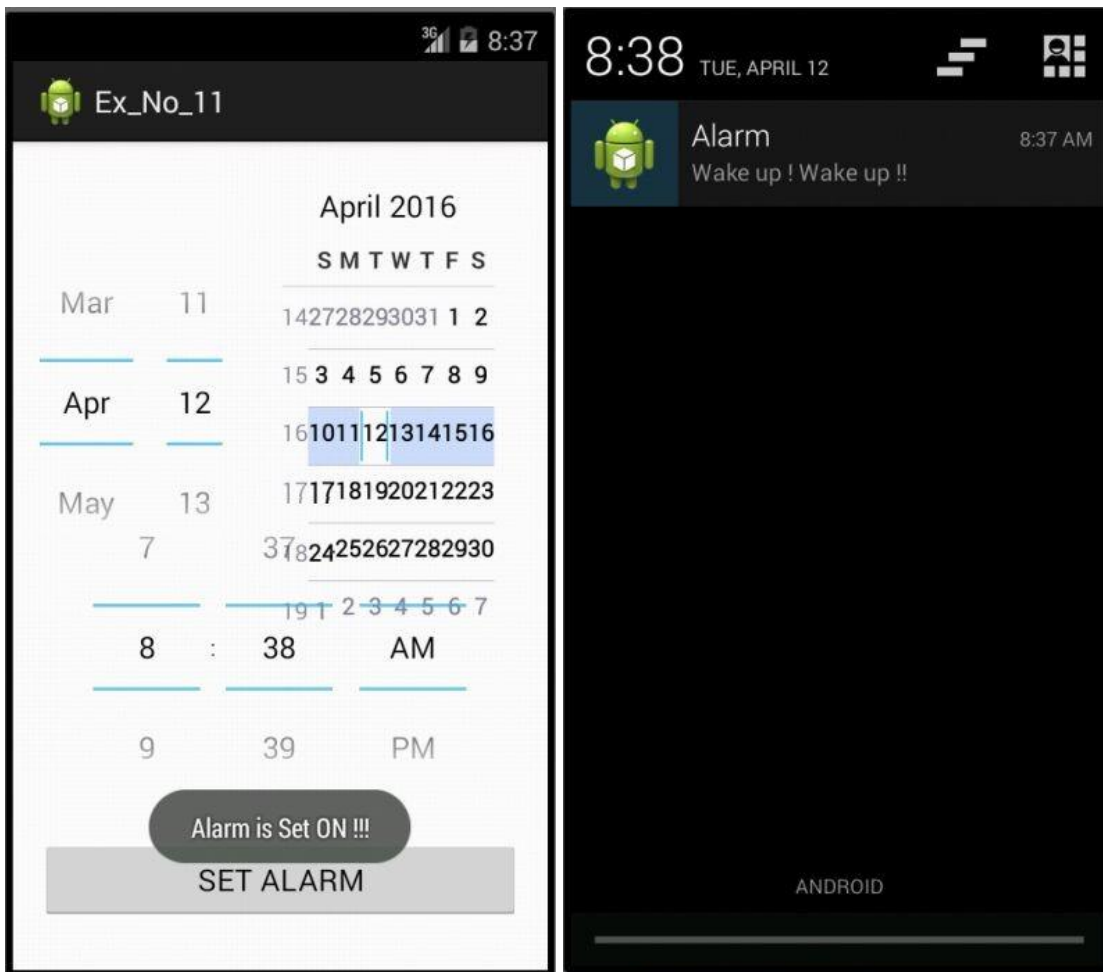 3G 8:37
Ex_No_11
April 2016
S M T W T F S
Mar 11
14 27 28 29 30 31 1 2
15 3 4 5 6 7 8 9
Apr 12
16 10 11 12 13 14 15 16
May 13
17 17 18 19 20 21 22 23
7 37
18 24 25 26 27 28 29 30
19 1 2 3 4 5 6 7
8 : 38 AM
9 39 PM
Alarm is Set ON !!!
SET ALARM
8:38 TUE, APRIL 12
Alarm 8:37 AM
Wake up ! Wake up !!
ANDROID